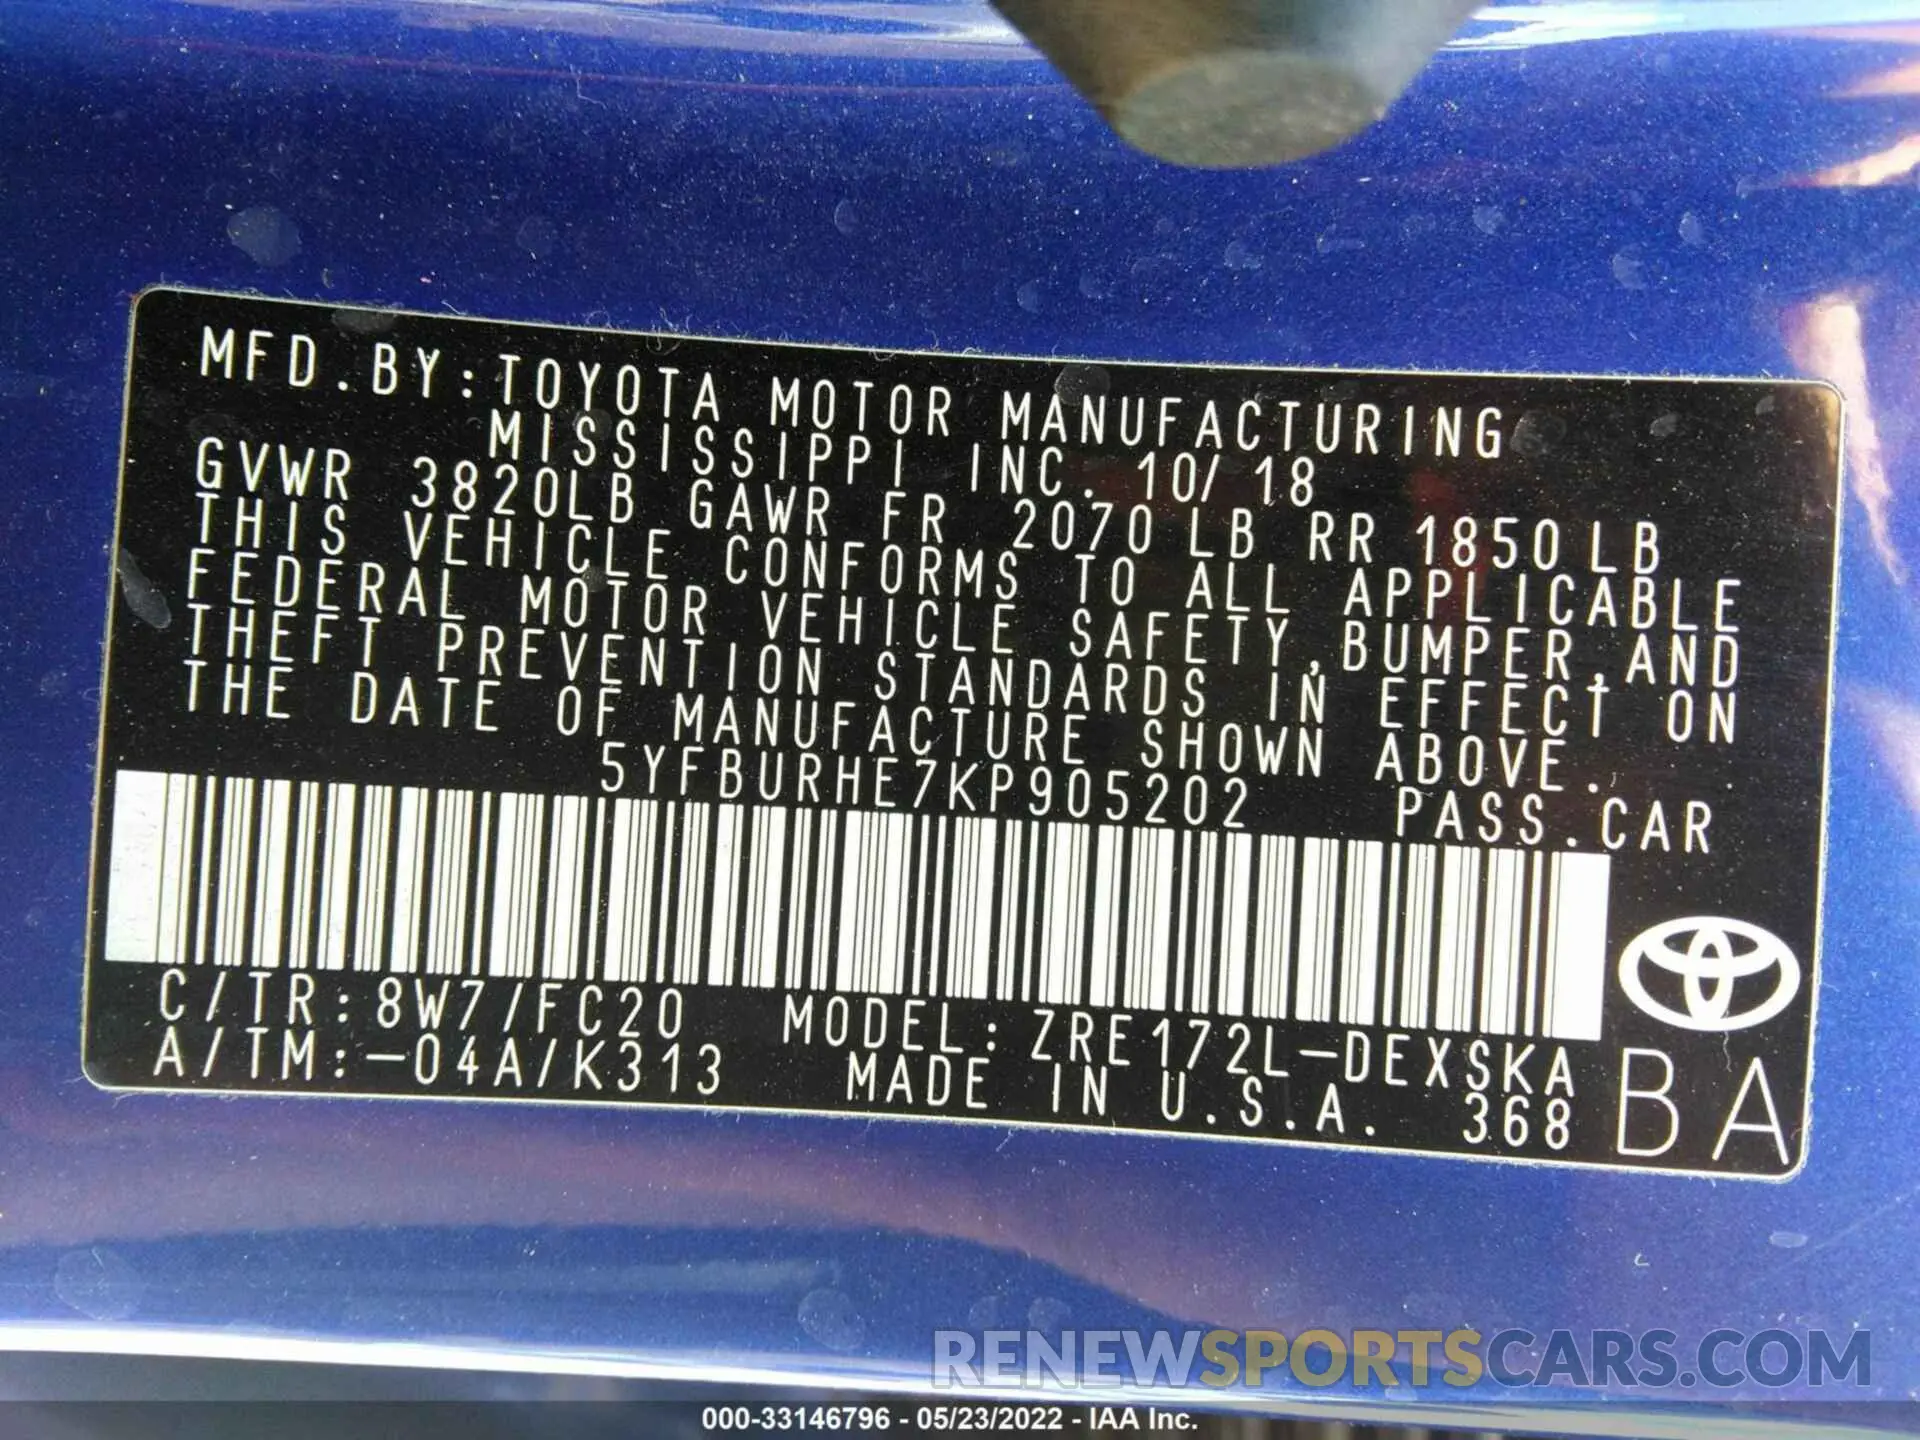 MFD.BY:TOYOTA MOTOR MANUFACTURING
MISSISSIPPI INC. 10/ 18
GVWR 3820LB GAWR FR 2070LB RR 1850LB
THIS VEHICLE CONFORMS TO ALL APPLICABLE
FEDERAL MOTOR VEHICLE SAFETY,BUMPER,AND
THEFT PREVENTION STANDARDS IN EFFECT ON
THE DATE OF MANUFACTURE SHOWN ABOVE.
5YFBURHE7KP905202 PASS.CAR
C/TR:8W7/FC20 MODEL:ZRE172L-DEXSKA
A/TM:-04A/K313 MADE IN U.S.A. 368
BA
RENEWSPORTSCARS.COM
000-33146796 - 05/23/2022 - IAA Inc.